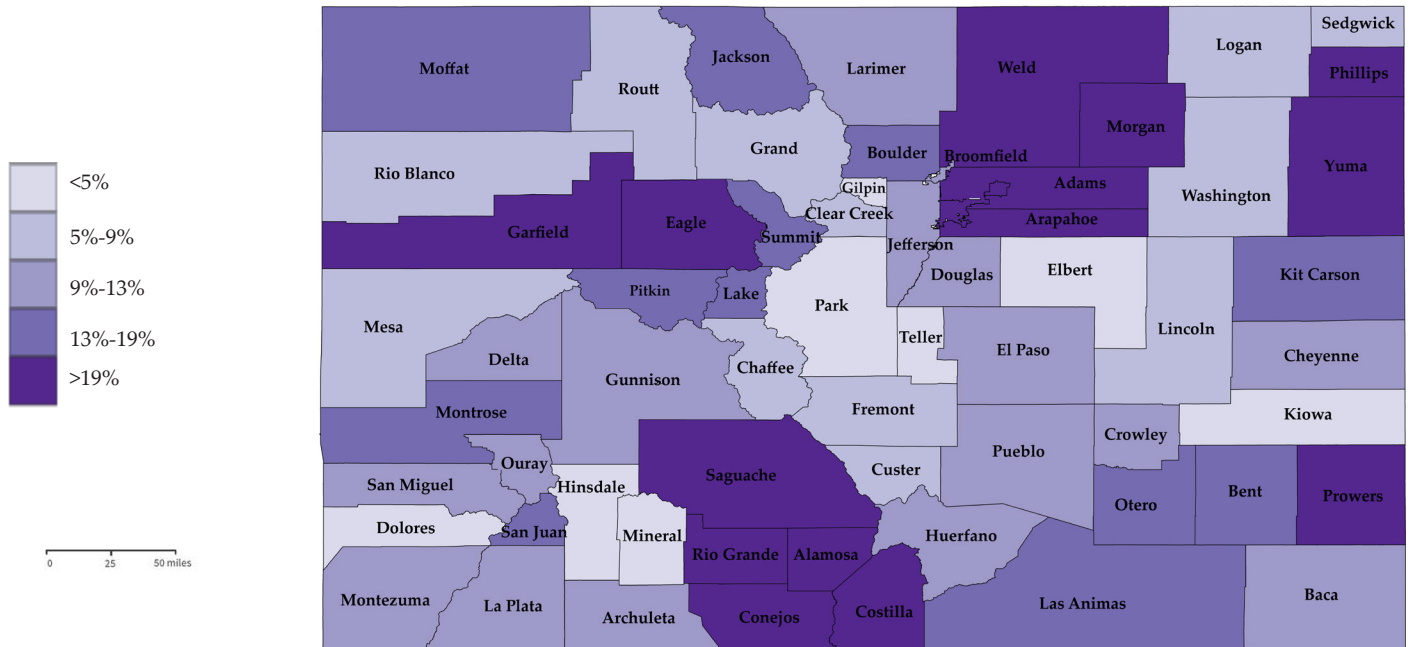 <5%
5%-9%
9%-13%
13%-19%
>19%
0 25 50 miles
Moffat
Routt
Jackson
Larimer
Weld
Logan
Sedgwick
Phillips
Morgan
Yuma
Rio Blanco
Grand
Boulder
Broomfield
Gilpin
Adams
Washington
Garfield
Eagle
Summit
Clear Creek
Arapahoe
Jefferson
Douglas
Elbert
Kit Carson
Pitkin
Lake
Park
Mesa
Teller
El Paso
Lincoln
Delta
Gunnison
Chaffee
Cheyenne
Montrose
Fremont
Kiowa
Crowley
Pueblo
Ouray
Custer
San Miguel
Hinsdale
Saguache
Otero
Bent
Prowers
Dolores
San Juan
Mineral
Rio Grande
Alamosa
Huerfano
Montezuma
La Plata
Archuleta
Conejos
Costilla
Las Animas
Baca